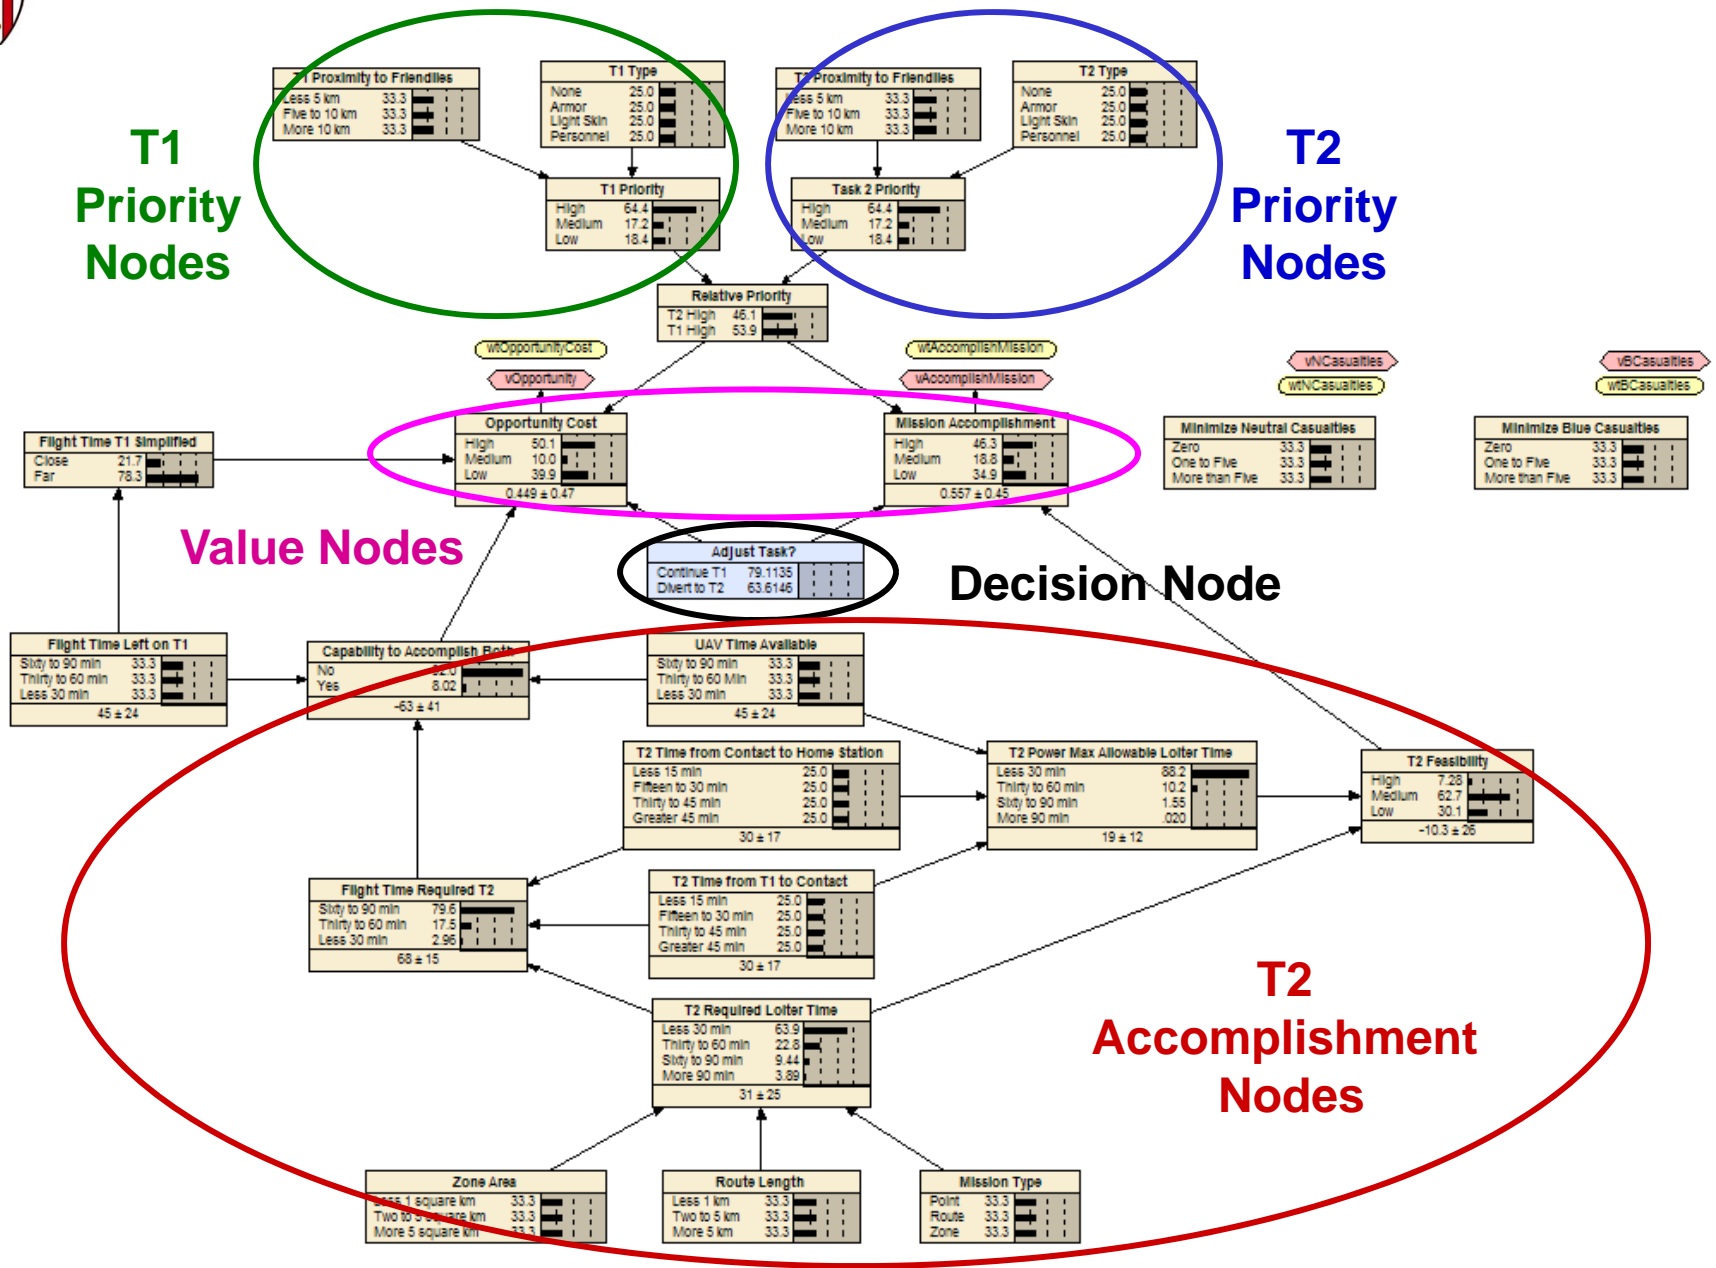 T1 Proximity to Friendlies
Less 5 km 33.3
Five to 10 km 33.3
More 10 km 33.3
T1 Type
None 25.0
Armor 25.0
Light Skin 25.0
Personnel 25.0
T2 Proximity to Friendlies
Less 5 km 33.3
Five to 10 km 33.3
More 10 km 33.3
T2 Type
None 25.0
Armor 25.0
Light Skin 25.0
Personnel 25.0
T1
Priority
Nodes
T2
Priority
Nodes
T1 Priority
High 64.4
Medium 17.2
Low 18.4
Task 2 Priority
High 64.4
Medium 17.2
Low 18.4
Relative Priority
T2 High 46.1
T1 High 53.9
wtOpportunityCost
vOpportunity
wtAccomplishMission
vAccomplishMission
vNCasualties
wtNCasualties
vBCasualties
wtBCasualties
Flight Time T1 Simplified
Close 21.7
Far 78.3
Opportunity Cost
High 50.1
Medium 10.0
Low 39.9
0.449 ± 0.47
Mission Accomplishment
High 46.3
Medium 18.8
Low 34.9
0.557 ± 0.45
Minimize Neutral Casualties
Zero 33.3
One to Five 33.3
More than Five 33.3
Minimize Blue Casualties
Zero 33.3
One to Five 33.3
More than Five 33.3
Value Nodes
Adjust Task?
Continue T1 79.1135
Divert to T2 63.6146
Decision Node
Flight Time Left on T1
Sixty to 90 min 33.3
Thirty to 60 min 33.3
Less 30 min 33.3
45 ± 24
Capability to Accomplish Both
No 92.0
Yes 8.02
-63 ± 41
UAV Time Available
Sixty to 90 min 33.3
Thirty to 60 Min 33.3
Less 30 min 33.3
45 ± 24
T2 Time from Contact to Home Station
Less 15 min 25.0
Fifteen to 30 min 25.0
Thirty to 45 min 25.0
Greater 45 min 25.0
30 ± 17
T2 Power Max Allowable Loiter Time
Less 30 min 88.2
Thirty to 60 min 10.2
Sixty to 90 min 1.55
More 90 min .020
19 ± 12
T2 Feasibility
High 7.28
Medium 62.7
Low 30.1
-10.3 ± 26
Flight Time Required T2
Sixty to 90 min 79.6
Thirty to 60 min 17.5
Less 30 min 2.96
68 ± 15
T2 Time from T1 to Contact
Less 15 min 25.0
Fifteen to 30 min 25.0
Thirty to 45 min 25.0
Greater 45 min 25.0
30 ± 17
T2
Accomplishment
Nodes
T2 Required Loiter Time
Less 30 min 63.9
Thirty to 60 min 22.8
Sixty to 90 min 9.44
More 90 min 3.89
31 ± 25
Zone Area
Less 1 square km 33.3
Two to 5 square km 33.3
More 5 square km 33.3
Route Length
Less 1 km 33.3
Two to 5 km 33.3
More 5 km 33.3
Mission Type
Point 33.3
Route 33.3
Zone 33.3